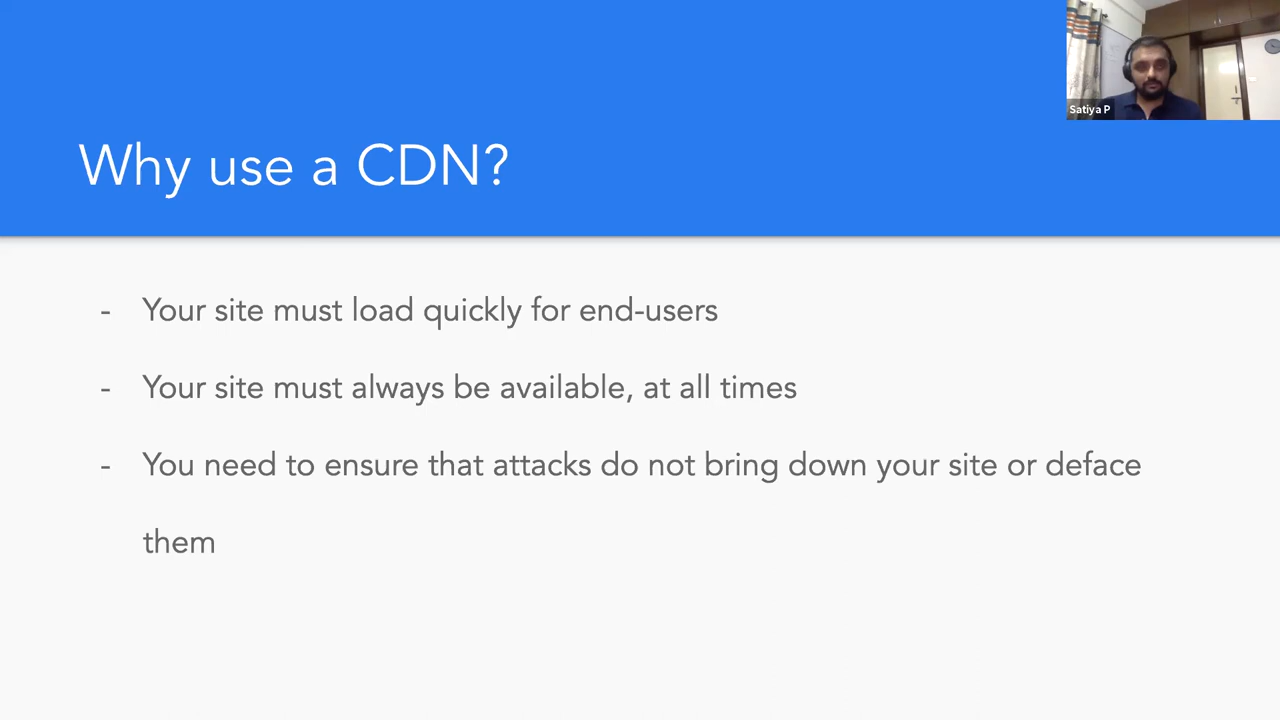 Satiya P
Why use a CDN?
- Your site must load quickly for end-users
- Your site must always be available, at all times
- You need to ensure that attacks do not bring down your site or deface
them